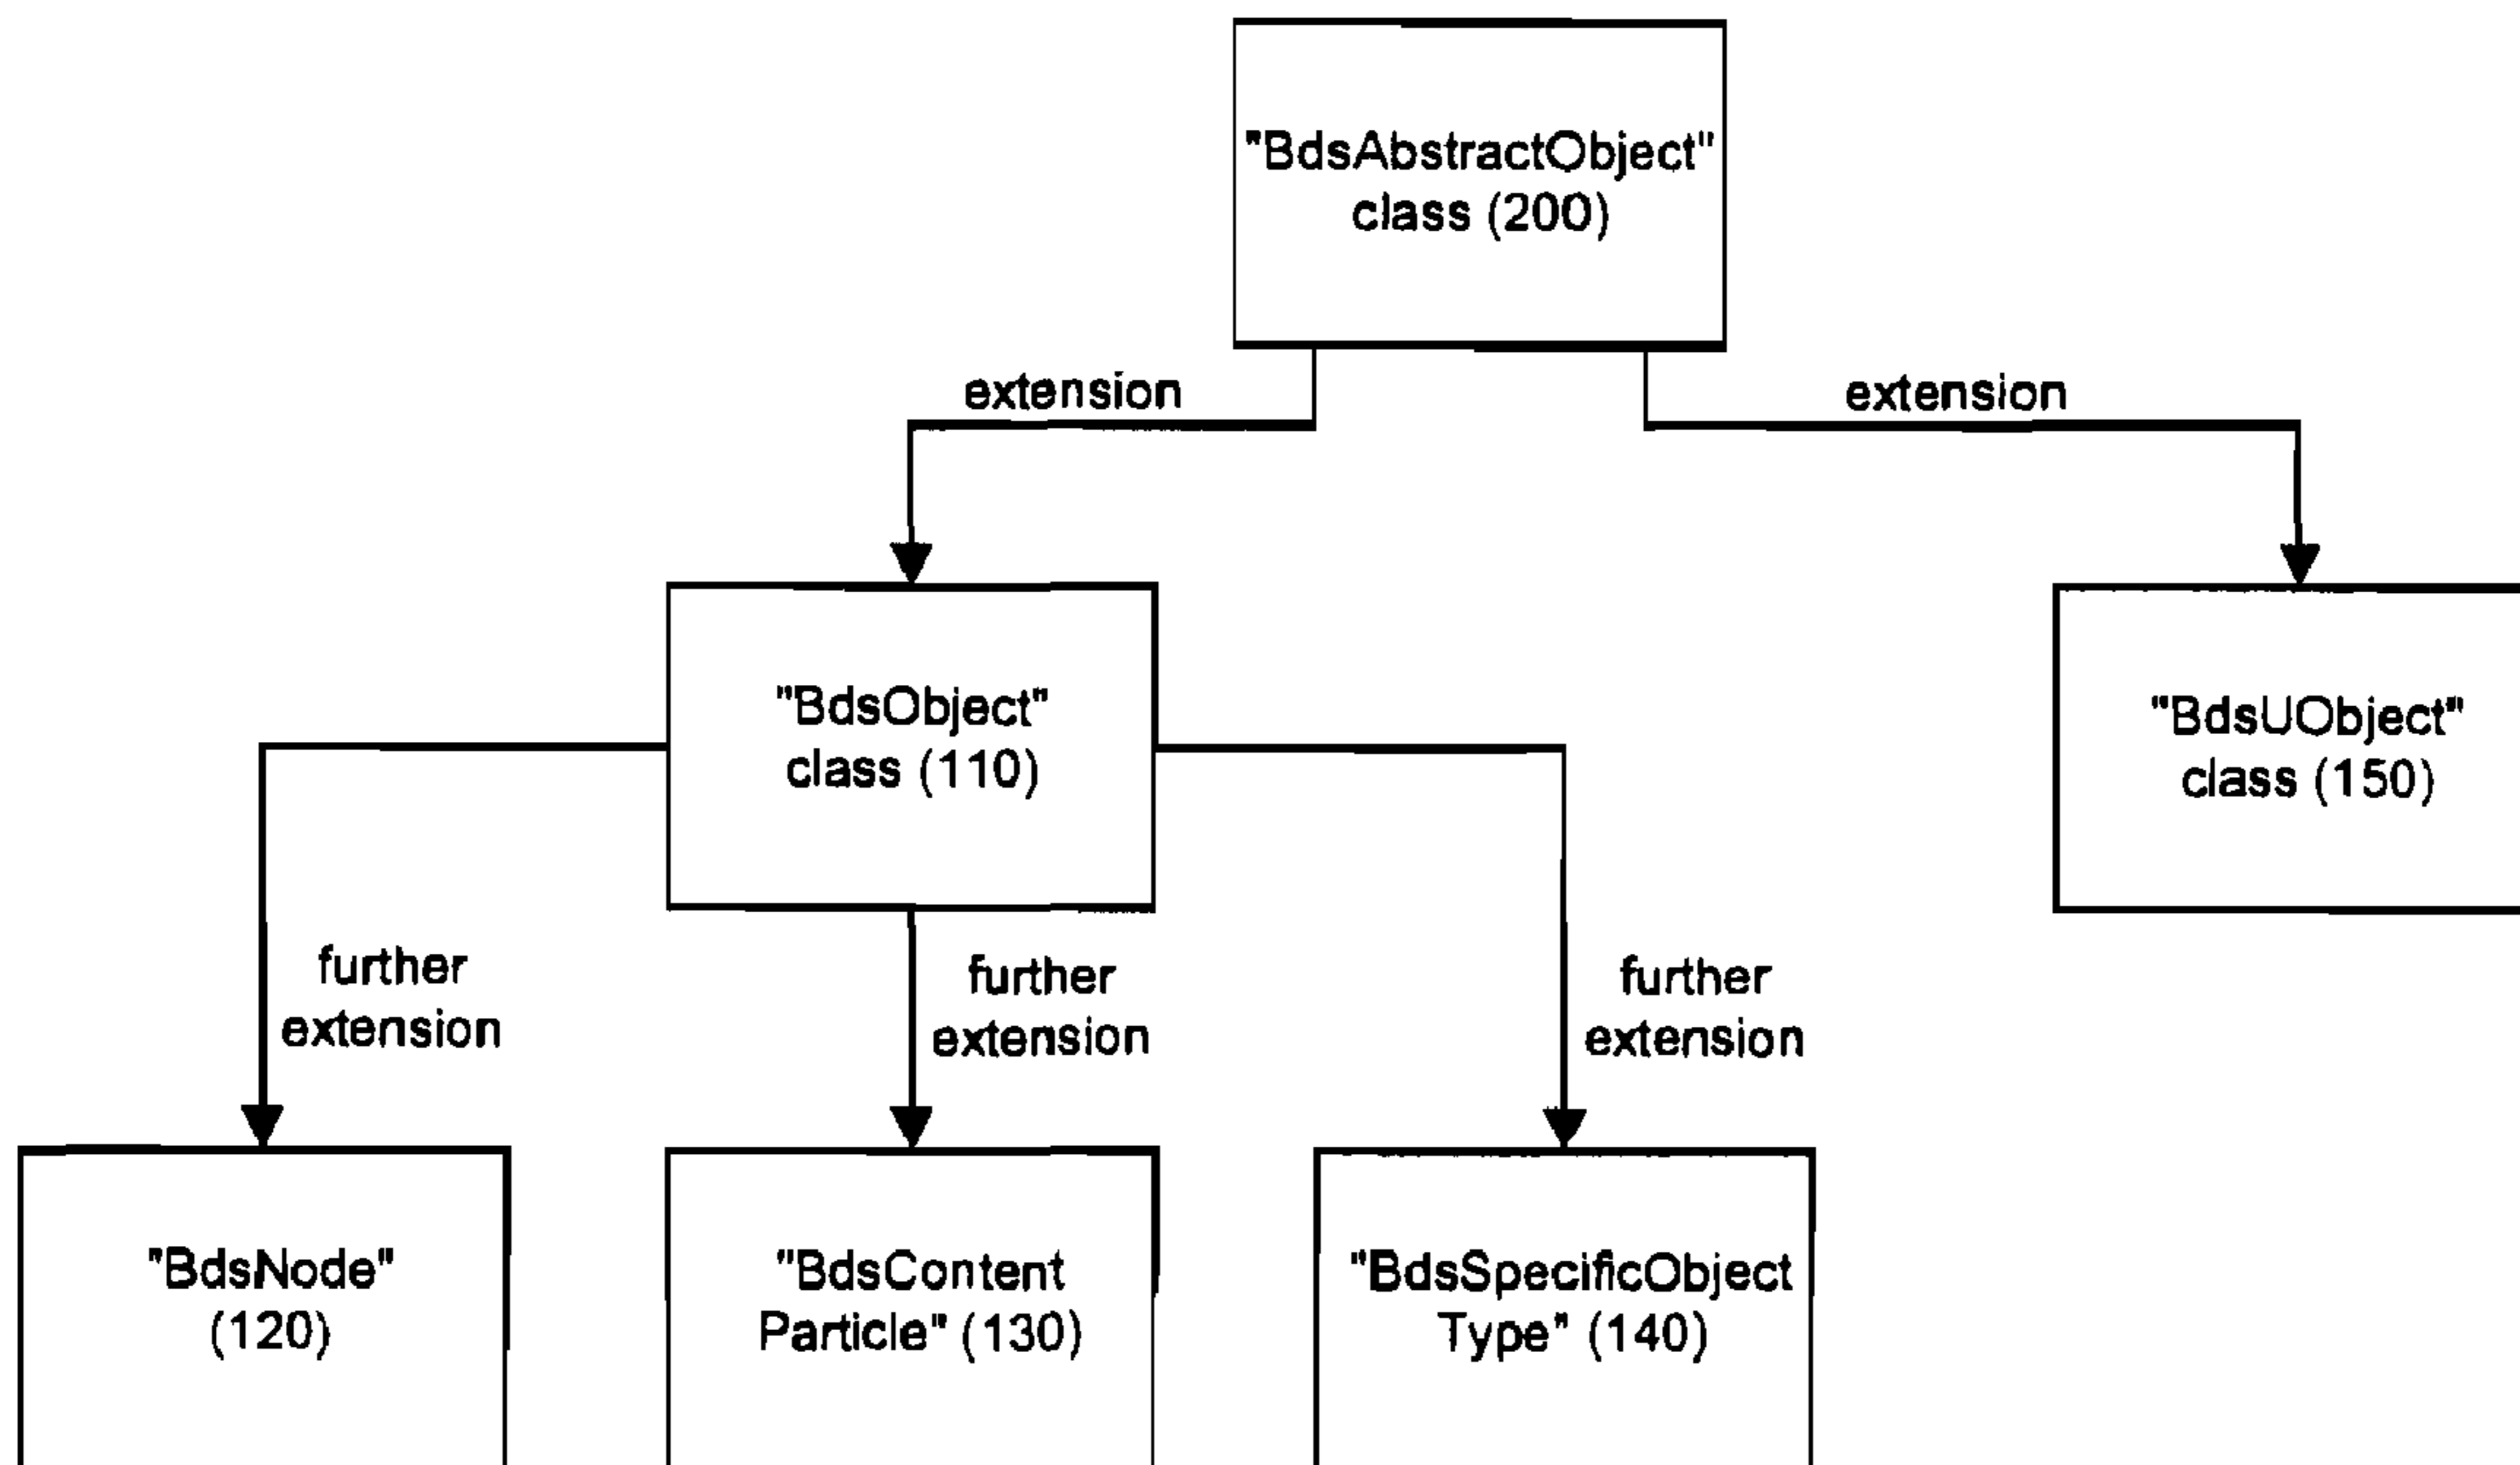 "BdsAbstractObject"
class (200)
extension
extension
"BdsObject"
class (110)
"BdsUObject"
class (150)
further
extension
further
extension
further
extension
"BdsNode"
(120)
"BdsContent
Particle" (130)
"BdsSpecificObject
Type" (140)